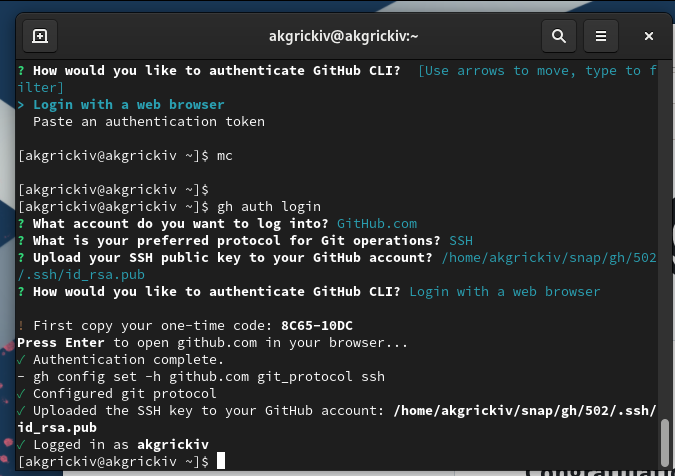 akgrickiv@akgrickiv:~
? How would you like to authenticate GitHub CLI?  [Use arrows to move, type to f
ilter]
> Login with a web browser
  Paste an authentication token
[akgrickiv@akgrickiv ~]$ mc
[akgrickiv@akgrickiv ~]$
[akgrickiv@akgrickiv ~]$ gh auth login
? What account do you want to log into? GitHub.com
? What is your preferred protocol for Git operations? SSH
? Upload your SSH public key to your GitHub account? /home/akgrickiv/snap/gh/502
/.ssh/id_rsa.pub
? How would you like to authenticate GitHub CLI? Login with a web browser
! First copy your one-time code: 8C65-10DC
Press Enter to open github.com in your browser...
✓ Authentication complete.
- gh config set -h github.com git_protocol ssh
✓ Configured git protocol
✓ Uploaded the SSH key to your GitHub account: /home/akgrickiv/snap/gh/502/.ssh/
id_rsa.pub
✓ Logged in as akgrickiv
[akgrickiv@akgrickiv ~]$